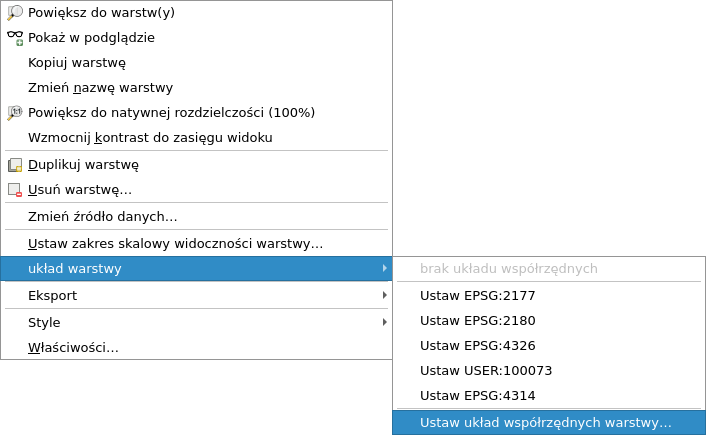 Powiększ do warstw(y)
Pokaż w podglądzie
Kopiuj warstwę
Zmień nazwę warstwy
Powiększ do natywnej rozdzielczości (100%)
Wzmocnij kontrast do zasięgu widoku
Duplikuj warstwę
Usuń warstwę…
Zmień źródło danych…
Ustaw zakres skalowy widoczności warstwy…
układ warstwy
Eksport
Style
Właściwości…
brak układu współrzędnych
Ustaw EPSG:2177
Ustaw EPSG:2180
Ustaw EPSG:4326
Ustaw USER:100073
Ustaw EPSG:4314
Ustaw układ współrzędnych warstwy…